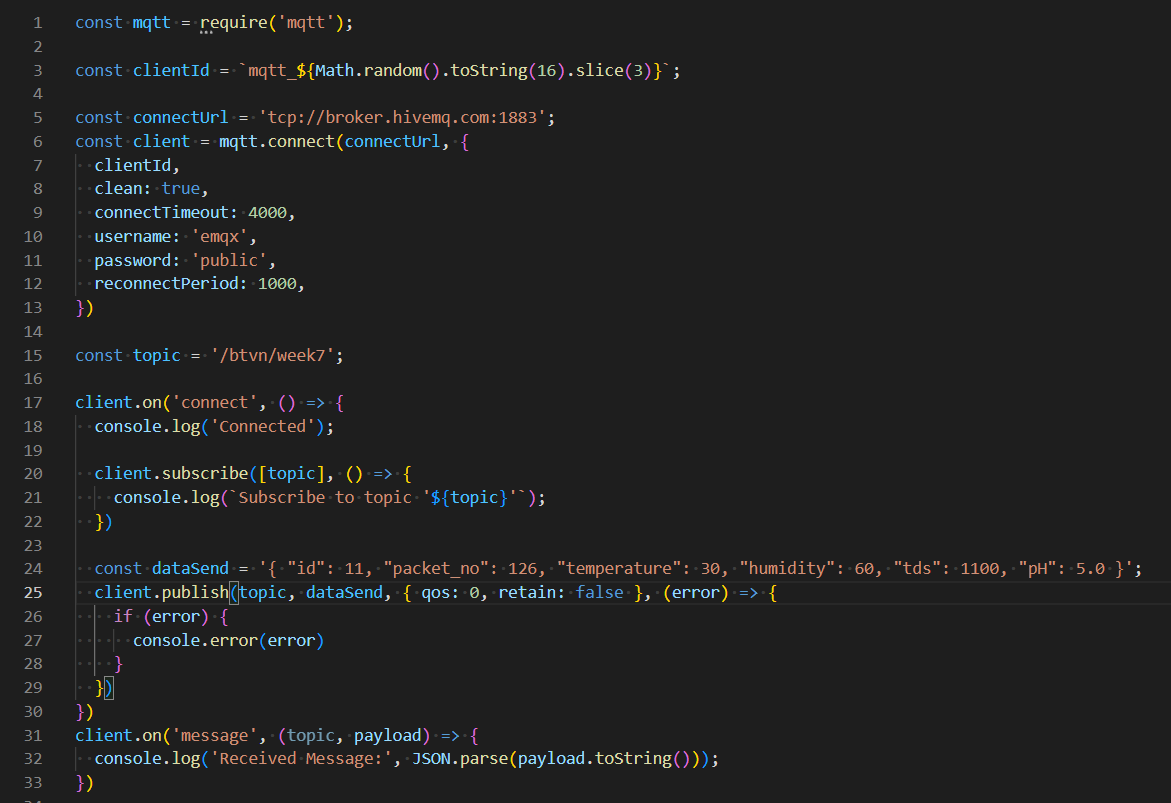 1 const mqtt = require('mqtt');
2
3 const clientId = `mqtt_${Math.random().toString(16).slice(3)}`;
4
5 const connectUrl = 'tcp://broker.hivemq.com:1883';
6 const client = mqtt.connect(connectUrl, {
7   clientId,
8   clean: true,
9   connectTimeout: 4000,
10   username: 'emqx',
11   password: 'public',
12   reconnectPeriod: 1000,
13 })
14
15 const topic = '/btvn/week7';
16
17 client.on('connect', () => {
18   console.log('Connected');
19
20   client.subscribe([topic], () => {
21     console.log(`Subscribe to topic '${topic}'`);
22   })
23
24   const dataSend = '{ "id": 11, "packet_no": 126, "temperature": 30, "humidity": 60, "tds": 1100, "pH": 5.0 }';
25   client.publish(topic, dataSend, { qos: 0, retain: false }, (error) => {
26     if (error) {
27       console.error(error)
28     }
29   })
30 })
31 client.on('message', (topic, payload) => {
32   console.log('Received Message:', JSON.parse(payload.toString()));
33 })